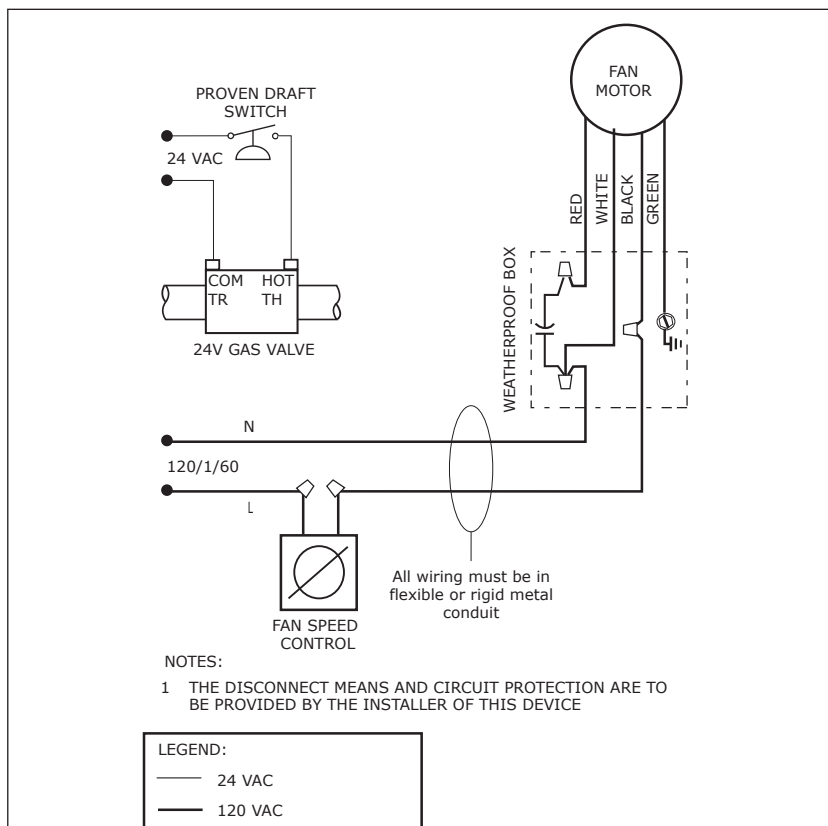 FAN
MOTOR
PROVEN DRAFT
SWITCH
24 VAC
RED
WHITE
BLACK
GREEN
WEATHERPROOF BOX
COM HOT
TR TH
24V GAS VALVE
N
120/1/60
L
All wiring must be in
flexible or rigid metal
conduit
FAN SPEED
CONTROL
NOTES:
1 THE DISCONNECT MEANS AND CIRCUIT PROTECTION ARE TO
BE PROVIDED BY THE INSTALLER OF THIS DEVICE
LEGEND:
24 VAC
120 VAC